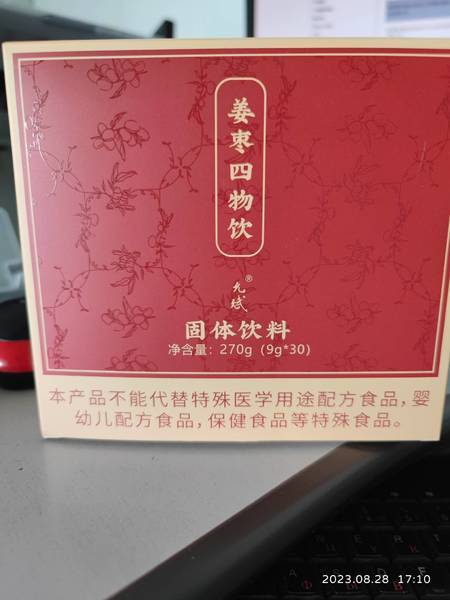 姜枣四物饮
®
允斌
固体饮料
净含量：270g（9g*30）
本产品不能代替特殊医学用途配方食品，婴
幼儿配方食品，保健食品等特殊食品。
2023.08.28 17:10